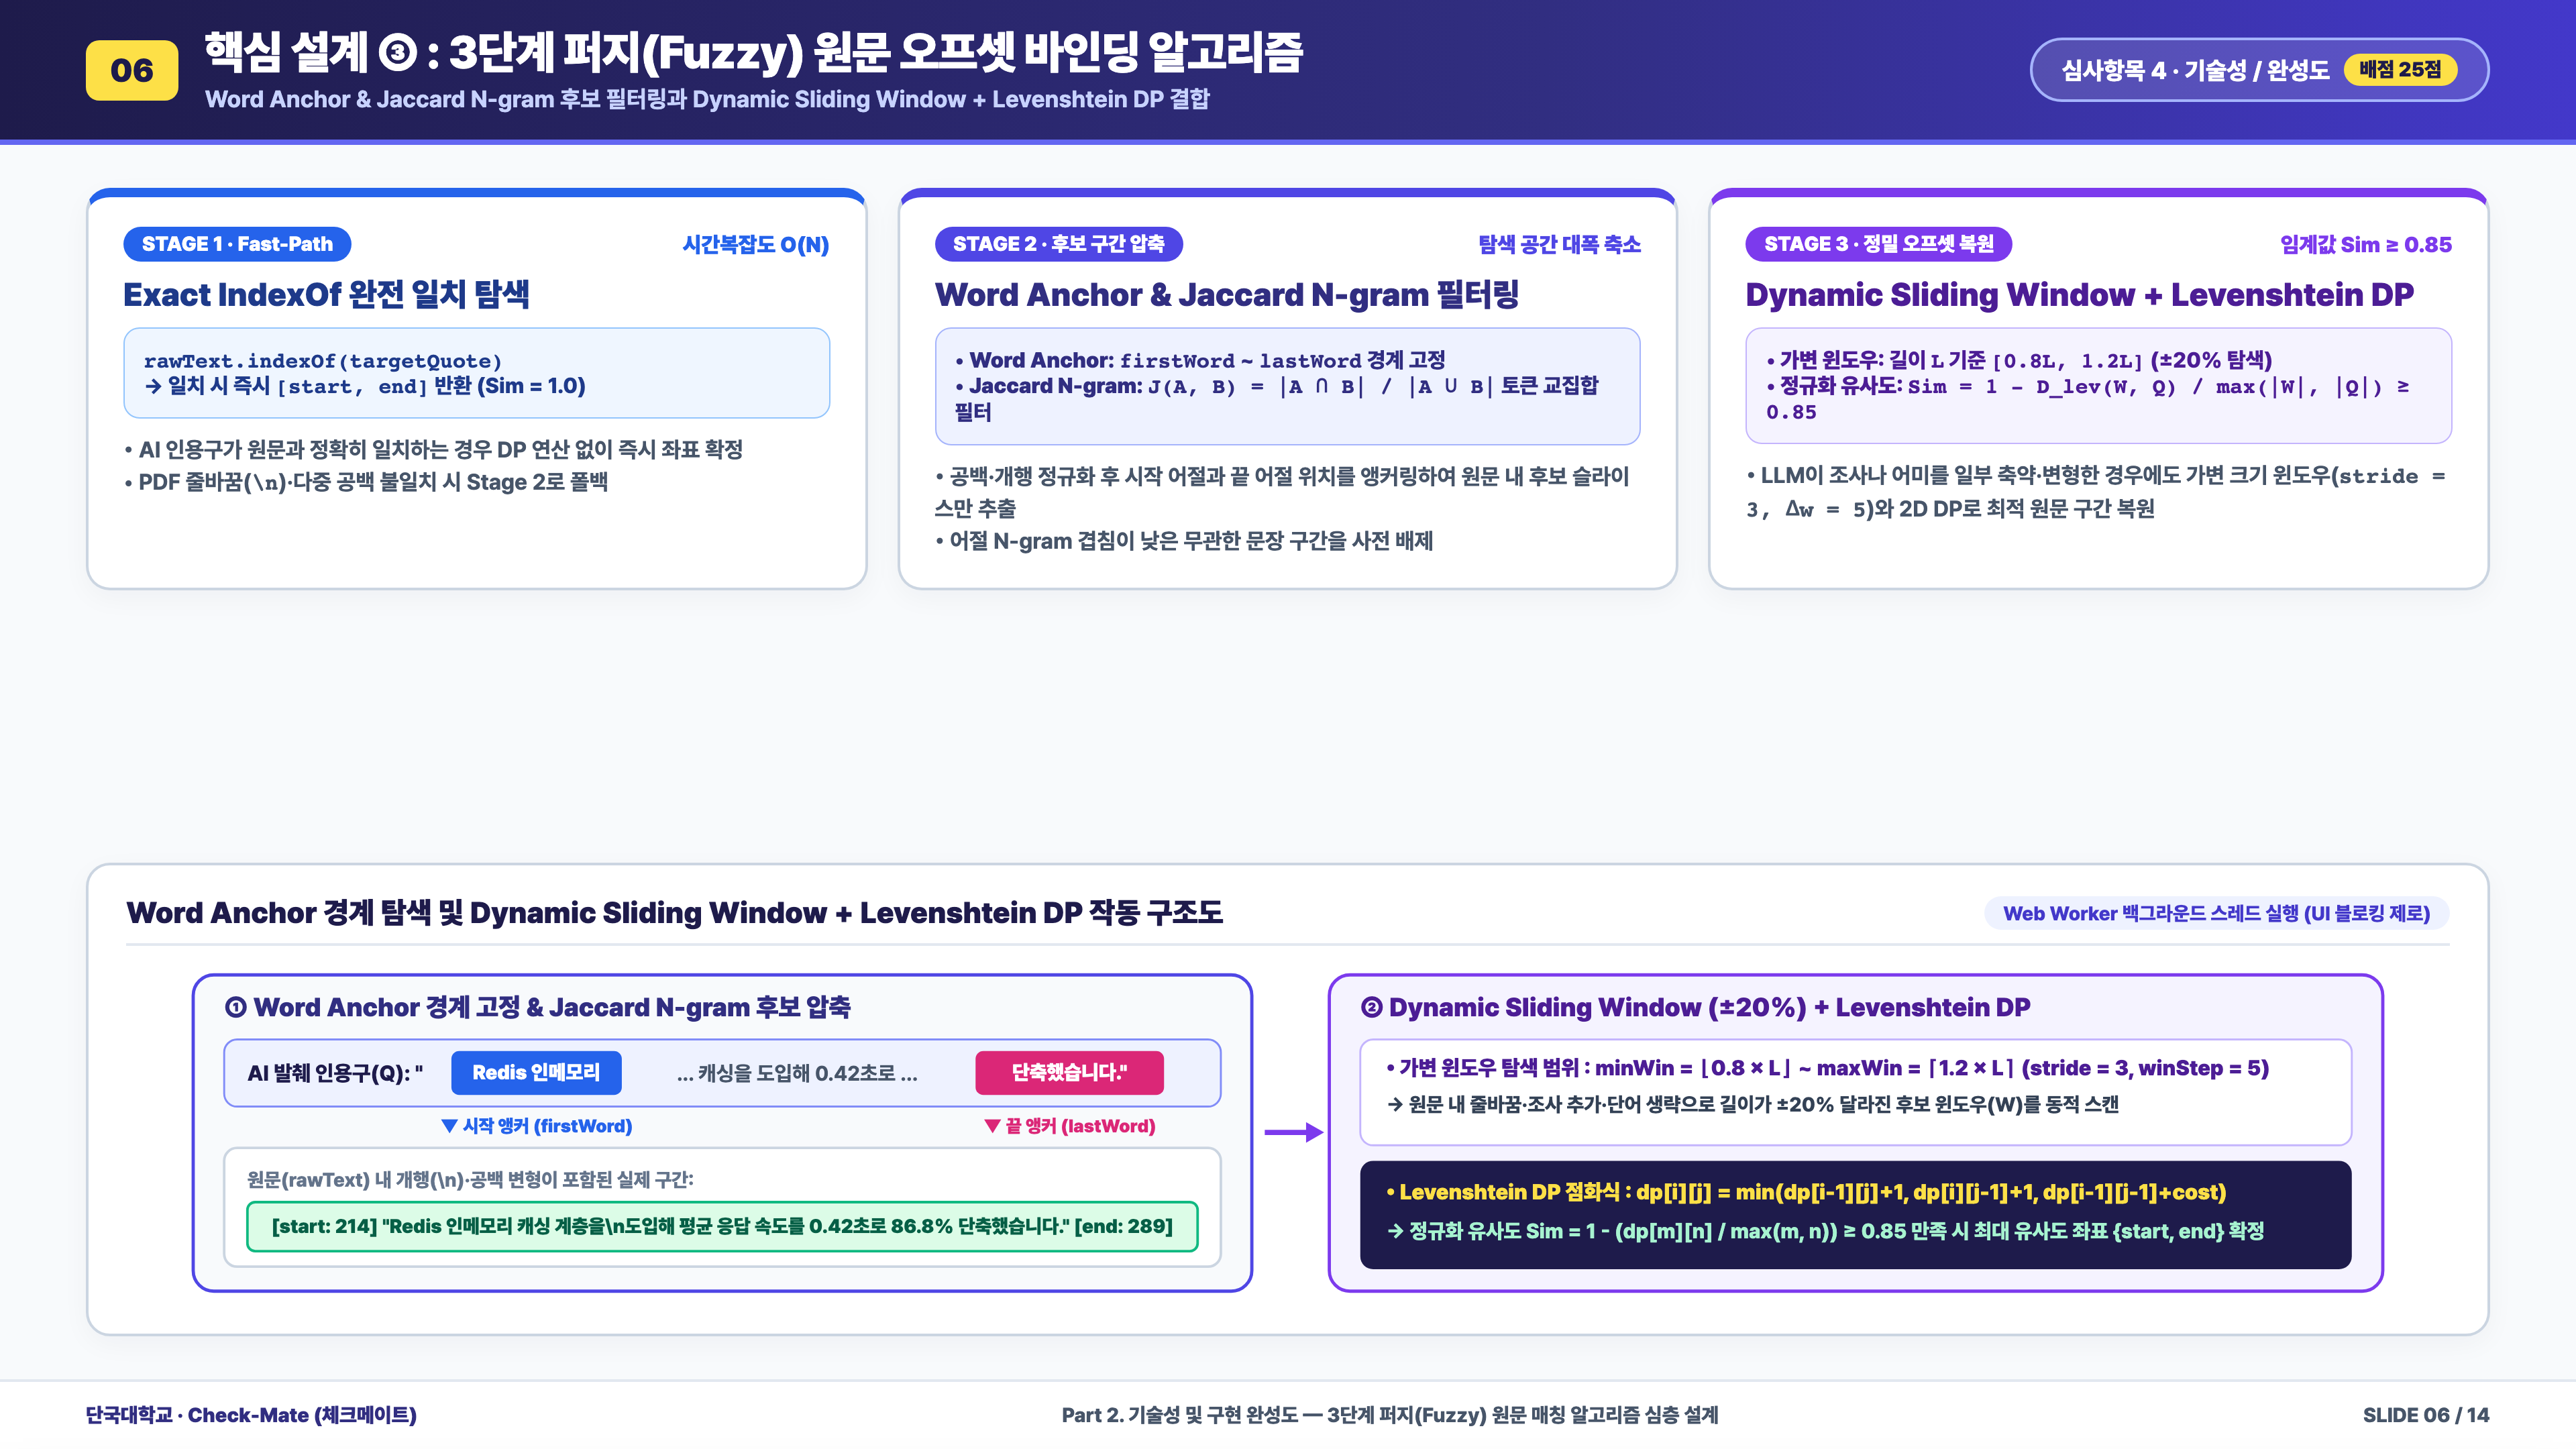 06
핵심 설계 ③ : 3단계 퍼지(Fuzzy) 원문 오프셋 바인딩 알고리즘
Word Anchor & Jaccard N-gram 후보 필터링과 Dynamic Sliding Window + Levenshtein DP 결합
심사항목 4 · 기술성 / 완성도 배점 25점
STAGE 1 · Fast-Path
시간복잡도 O(N)
Exact IndexOf 완전 일치 탐색
rawText.indexOf(targetQuote)
→ 일치 시 즉시 [start, end] 반환 (Sim = 1.0)
• AI 인용구가 원문과 정확히 일치하는 경우 DP 연산 없이 즉시 좌표 확정
• PDF 줄바꿈(\n)·다중 공백 불일치 시 Stage 2로 폴백
STAGE 2 · 후보 구간 압축
탐색 공간 대폭 축소
Word Anchor & Jaccard N-gram 필터링
• Word Anchor: firstWord ~ lastWord 경계 고정
• Jaccard N-gram: J(A, B) = |A ∩ B| / |A ∪ B| 토큰 교집합
필터
• 공백·개행 정규화 후 시작 어절과 끝 어절 위치를 앵커링하여 원문 내 후보 슬라이
스만 추출
• 어절 N-gram 겹침이 낮은 무관한 문장 구간을 사전 배제
STAGE 3 · 정밀 오프셋 복원
임계값 Sim ≥ 0.85
Dynamic Sliding Window + Levenshtein DP
• 가변 윈도우: 길이 L 기준 [0.8L, 1.2L] (±20% 탐색)
• 정규화 유사도: Sim = 1 - D_lev(W, Q) / max(|W|, |Q|) ≥
0.85
• LLM이 조사나 어미를 일부 축약·변형한 경우에도 가변 크기 윈도우(stride =
3, Δw = 5)와 2D DP로 최적 원문 구간 복원
Word Anchor 경계 탐색 및 Dynamic Sliding Window + Levenshtein DP 작동 구조도
Web Worker 백그라운드 스레드 실행 (UI 블로킹 제로)
① Word Anchor 경계 고정 & Jaccard N-gram 후보 압축
AI 발췌 인용구(Q): " Redis 인메모리 ... 캐싱을 도입해 0.42초로 ... 단축했습니다."
▼ 시작 앵커 (firstWord)
▼ 끝 앵커 (lastWord)
원문(rawText) 내 개행(\n)·공백 변형이 포함된 실제 구간:
[start: 214] "Redis 인메모리 캐싱 계층을\n도입해 평균 응답 속도를 0.42초로 86.8% 단축했습니다." [end: 289]
② Dynamic Sliding Window (±20%) + Levenshtein DP
• 가변 윈도우 탐색 범위 : minWin = ⌊0.8 × L⌋ ~ maxWin = ⌈1.2 × L⌉ (stride = 3, winStep = 5)
→ 원문 내 줄바꿈·조사 추가·단어 생략으로 길이가 ±20% 달라진 후보 윈도우(W)를 동적 스캔
• Levenshtein DP 점화식 : dp[i][j] = min(dp[i-1][j]+1, dp[i][j-1]+1, dp[i-1][j-1]+cost)
→ 정규화 유사도 Sim = 1 - (dp[m][n] / max(m, n)) ≥ 0.85 만족 시 최대 유사도 좌표 {start, end} 확정
단국대학교 · Check-Mate (체크메이트)
Part 2. 기술성 및 구현 완성도 — 3단계 퍼지(Fuzzy) 원문 매칭 알고리즘 심층 설계
SLIDE 06 / 14